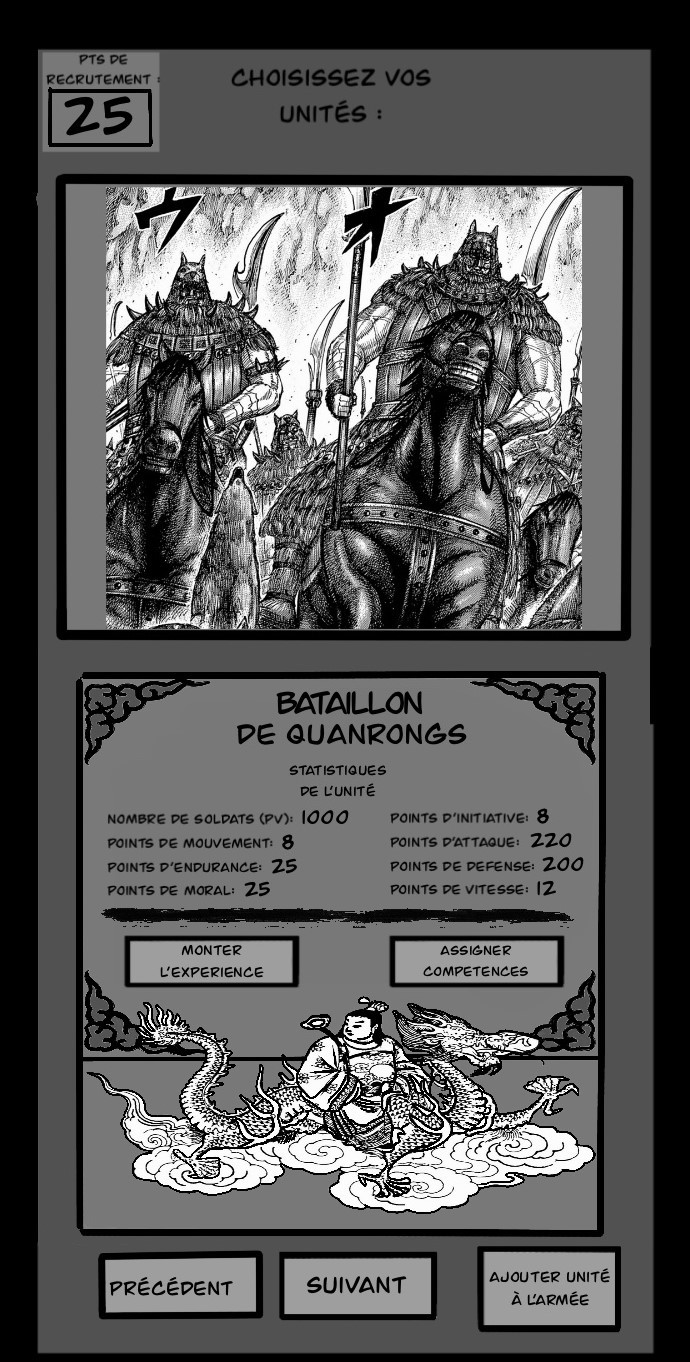 PTS DE
RECRUTEMENT :
25
CHOISISSEZ VOS
UNITÉS :
ウ
オ
BATAILLON
DE QUANRONGS
STATISTIQUES
DE L'UNITÉ
NOMBRE DE SOLDATS (PV): 1000
POINTS D'INITIATIVE: 8
POINTS DE MOUVEMENT: 8
POINTS D'ATTAQUE: 220
POINTS D'ENDURANCE: 25
POINTS DE DEFENSE: 200
POINTS DE MORAL: 25
POINTS DE VITESSE: 12
MONTER
L'EXPERIENCE
ASSIGNER
COMPETENCES
PRÉCÉDENT
SUIVANT
AJOUTER UNITÉ
À L'ARMÉE